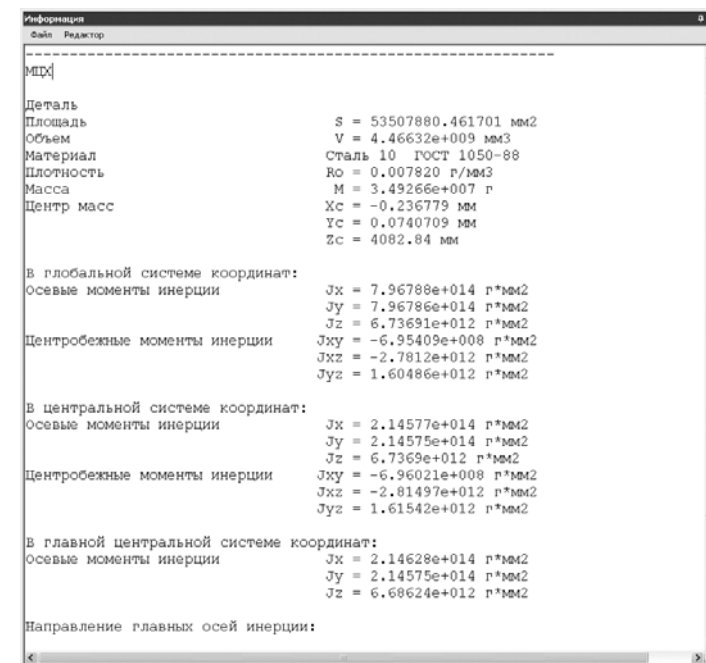 Информация
Файл Редактор
------------------------------------------------------------
МЦХ
Деталь
Площадь S = 53507880.461701 мм2
Объем V = 4.46632e+009 мм3
Материал Сталь 10 ГОСТ 1050-88
Плотность Ro = 0.007820 г/мм3
Масса M = 3.49266e+007 г
Центр масс Xc = -0.236779 мм
Yc = 0.0740709 мм
Zc = 4082.84 мм
В глобальной системе координат:
Осевые моменты инерции Jx = 7.96788e+014 г*мм2
Jy = 7.96786e+014 г*мм2
Jz = 6.73691e+012 г*мм2
Центробежные моменты инерции Jxy = -6.95409e+008 г*мм2
Jxz = -2.7812e+012 г*мм2
Jyz = 1.60486e+012 г*мм2
В центральной системе координат:
Осевые моменты инерции Jx = 2.14577e+014 г*мм2
Jy = 2.14575e+014 г*мм2
Jz = 6.7369e+012 г*мм2
Центробежные моменты инерции Jxy = -6.96021e+008 г*мм2
Jxz = -2.81497e+012 г*мм2
Jyz = 1.61542e+012 г*мм2
В главной центральной системе координат:
Осевые моменты инерции Jx = 2.14628e+014 г*мм2
Jy = 2.14575e+014 г*мм2
Jz = 6.68624e+012 г*мм2
Направление главных осей инерции: